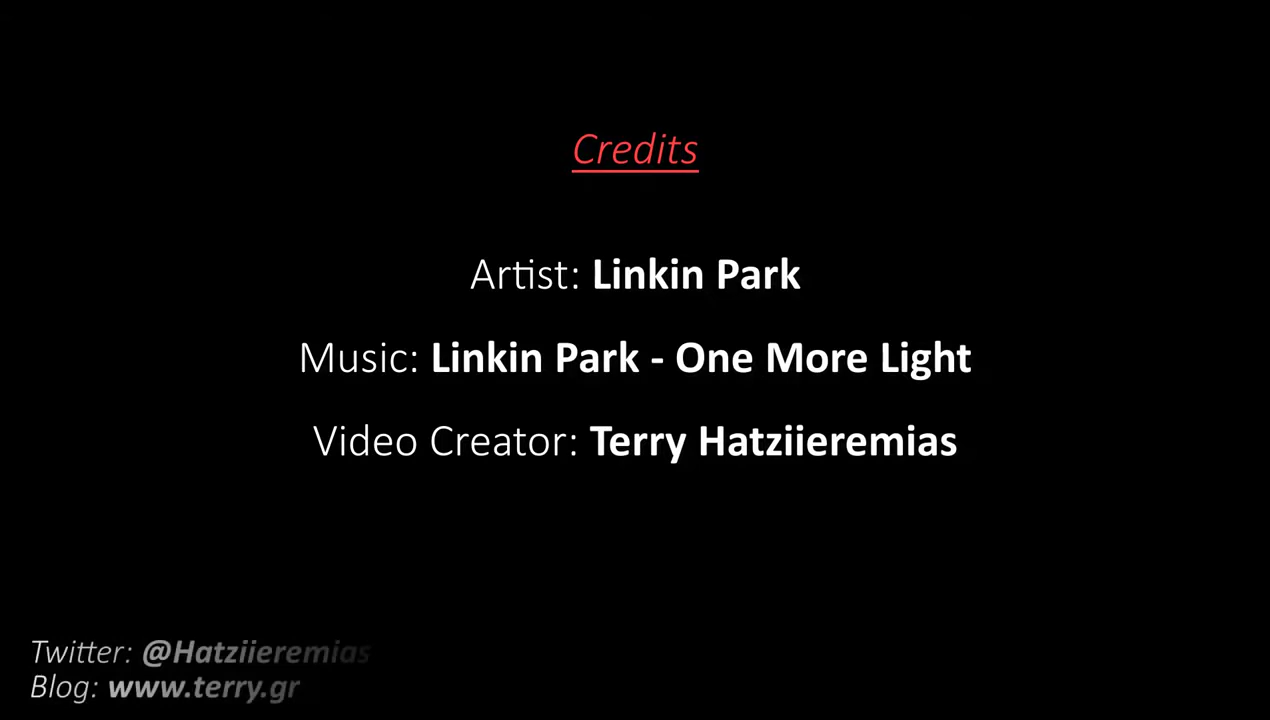 Credits
Artist: Linkin Park
Music: Linkin Park - One More Light
Video Creator: Terry Hatziieremias
Twitter: @Hatziieremias
Blog: www.terry.gr